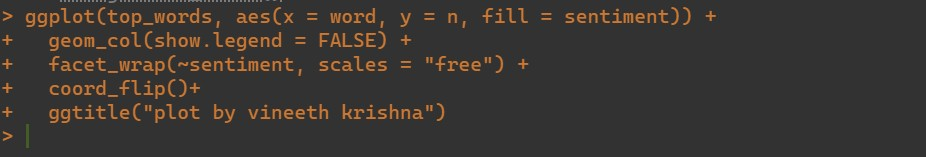 > ggplot(top_words, aes(x = word, y = n, fill = sentiment)) +
+   geom_col(show.legend = FALSE) +
+   facet_wrap(~sentiment, scales = "free") +
+   coord_flip()+
+   ggtitle("plot by vineeth krishna")
>